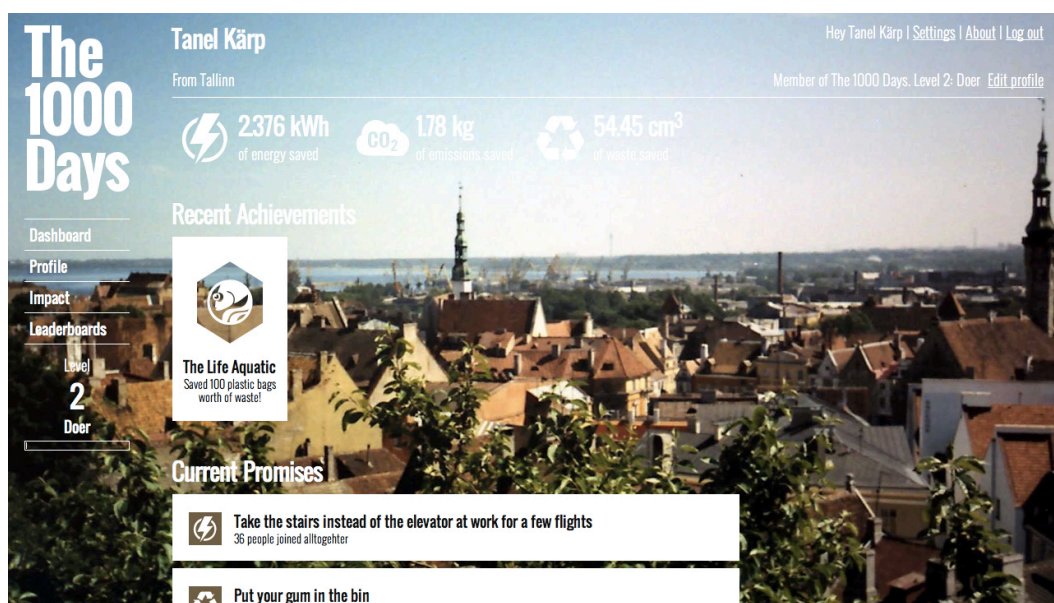 The
1000
Days
Dashboard
Profile
Impact
Leaderboards
Level
2
Doer
Tanel Kärp
Hey Tanel Kärp | Settings | About | Log out
From Tallinn
Member of The 1000 Days. Level 2: Doer Edit profile
2.376 kWh
of energy saved
CO2
1.78 kg
of emissions saved
54.45 cm³
of waste saved
Recent Achievements
The Life Aquatic
Saved 100 plastic bags
worth of waste!
Current Promises
Take the stairs instead of the elevator at work for a few flights
36 people joined alltogehter
Put your gum in the bin